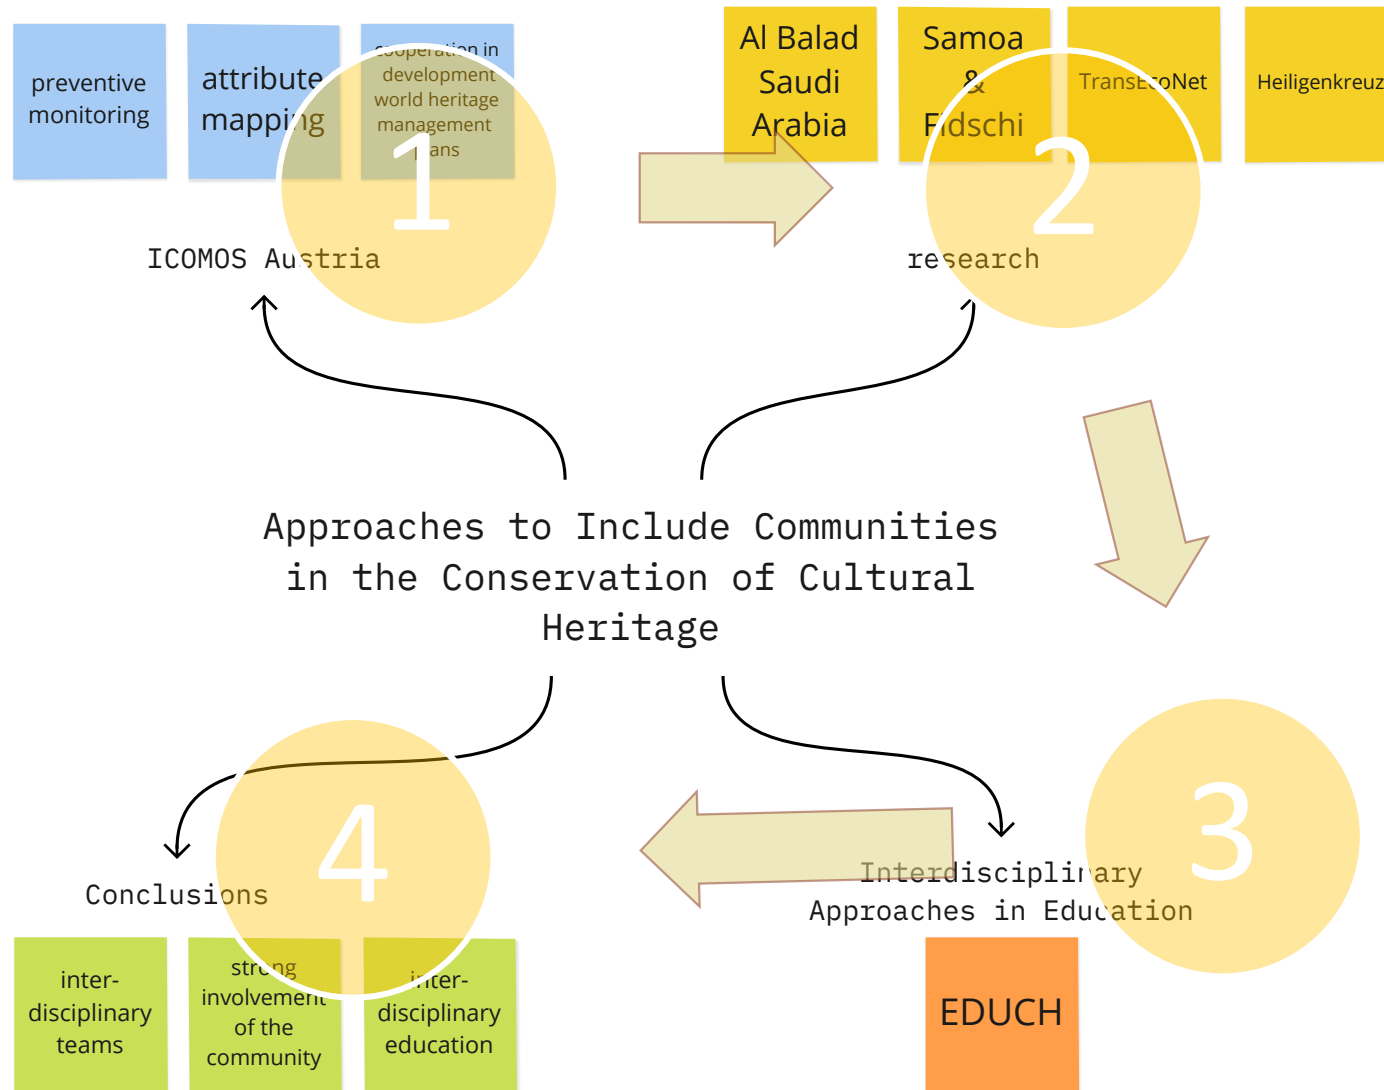 preventive
monitoring
attribute
mapping
cooperation in
development
world heritage
management
plans
1
ICOMOS Austria
Al Balad
Saudi
Arabia
Samoa
&
Fidschi
TransEcoNet
Heiligenkreuz
2
research
Approaches to Include Communities
in the Conservation of Cultural
Heritage
3
Interdisciplinary
Approaches in Education
EDUCH
4
Conclusions
inter-
disciplinary
teams
strong
involvement
of the
community
inter-
disciplinary
education